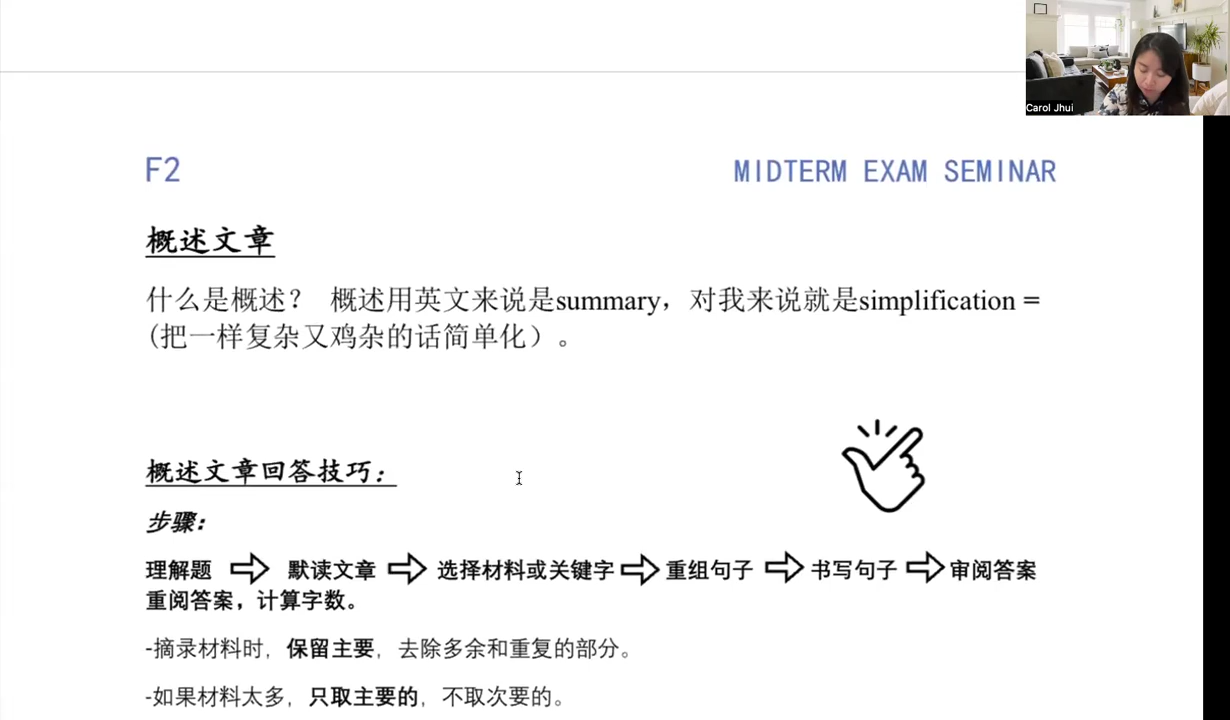 Carol Jhui
F2
MIDTERM EXAM SEMINAR
概述文章
什么是概述？ 概述用英文来说是summary，对我来说就是simplification =
(把一样复杂又鸡杂的话简单化）。
概述文章回答技巧：
步骤：
理解题 ⇨ 默读文章 ⇨ 选择材料或关键字 ⇨ 重组句子 ⇨ 书写句子 ⇨ 审阅答案
重阅答案，计算字数。
-摘录材料时，保留主要，去除多余和重复的部分。
-如果材料太多，只取主要的，不取次要的。